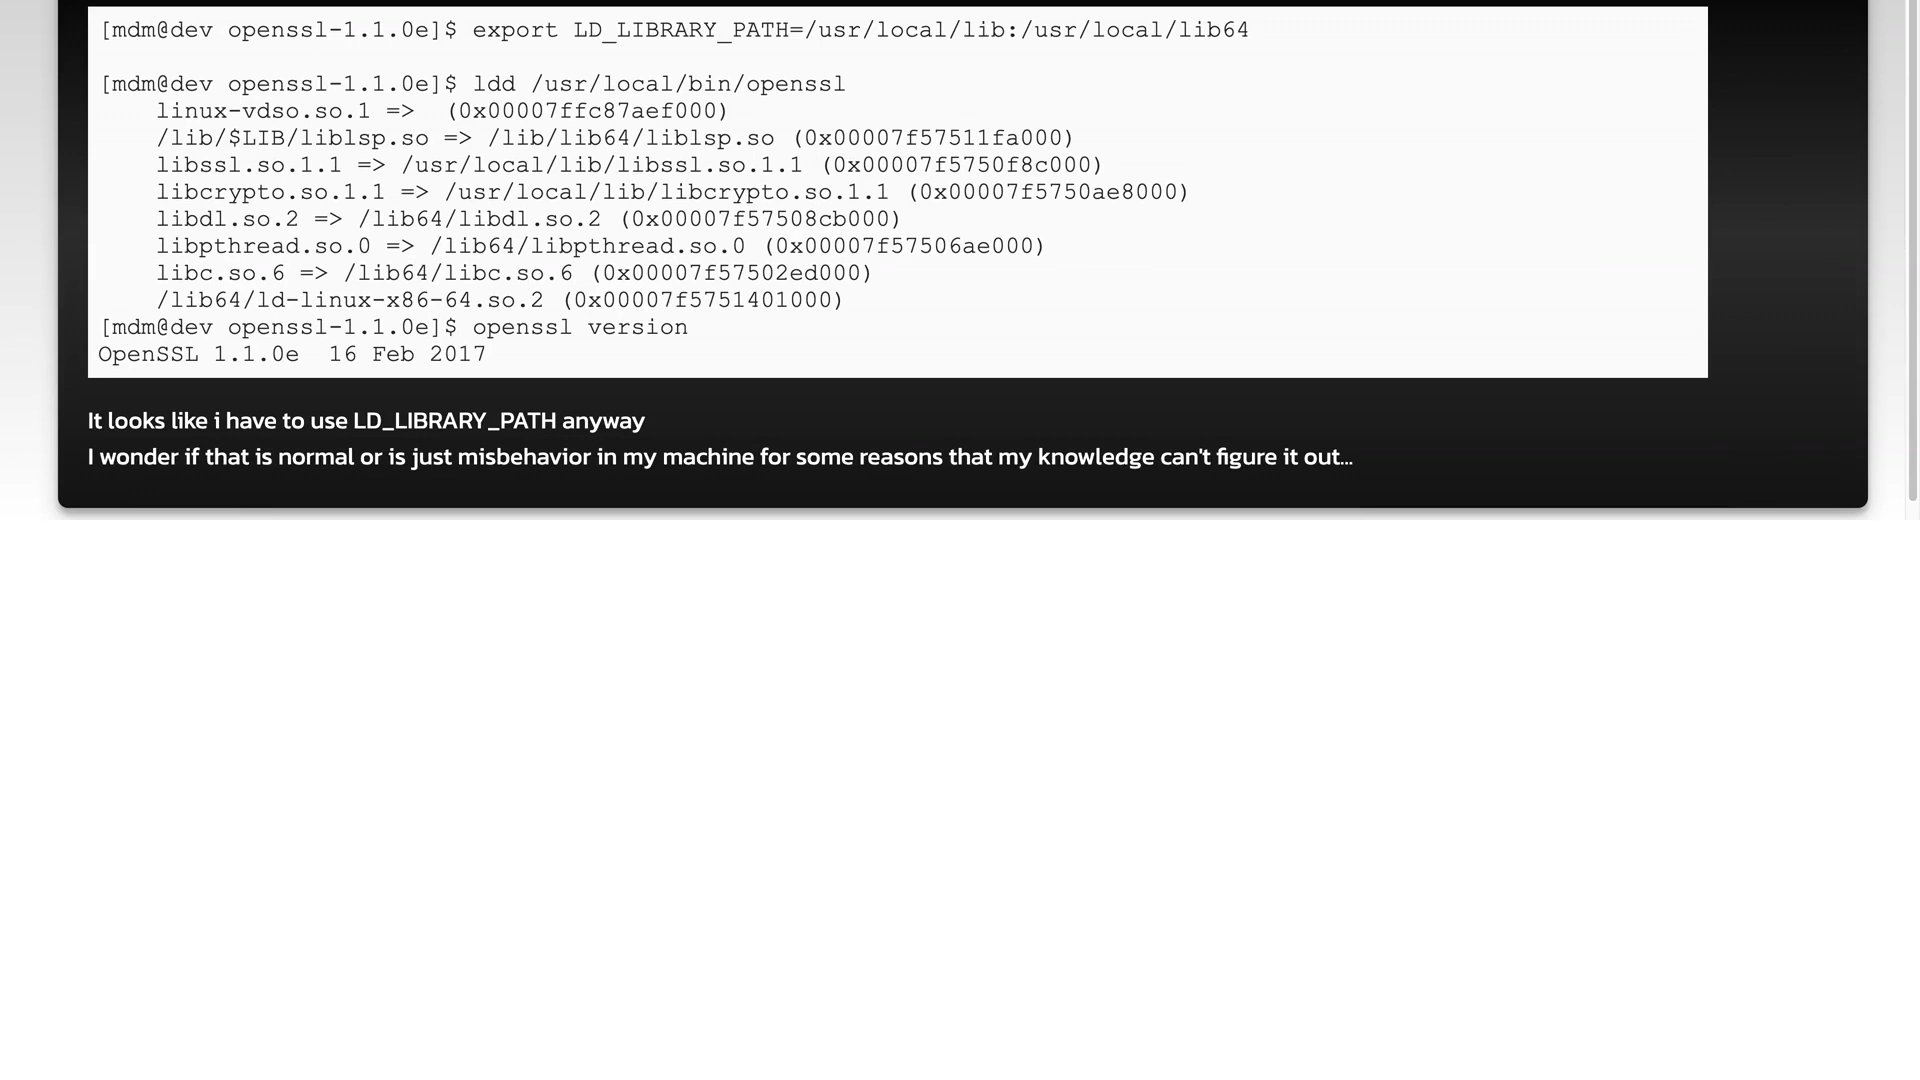 [mdm@dev openssl-1.1.0e]$ export LD_LIBRARY_PATH=/usr/local/lib:/usr/local/lib64
[mdm@dev openssl-1.1.0e]$ ldd /usr/local/bin/openssl
linux-vdso.so.1 =>  (0x00007ffc87aef000)
/lib/$LIB/liblsp.so => /lib/lib64/liblsp.so (0x00007f57511fa000)
libssl.so.1.1 => /usr/local/lib/libssl.so.1.1 (0x00007f5750f8c000)
libcrypto.so.1.1 => /usr/local/lib/libcrypto.so.1.1 (0x00007f5750ae8000)
libdl.so.2 => /lib64/libdl.so.2 (0x00007f57508cb000)
libpthread.so.0 => /lib64/libpthread.so.0 (0x00007f57506ae000)
libc.so.6 => /lib64/libc.so.6 (0x00007f57502ed000)
/lib64/ld-linux-x86-64.so.2 (0x00007f5751401000)
[mdm@dev openssl-1.1.0e]$ openssl version
OpenSSL 1.1.0e  16 Feb 2017
It looks like i have to use LD_LIBRARY_PATH anyway
I wonder if that is normal or is just misbehavior in my machine for some reasons that my knowledge can't figure it out...